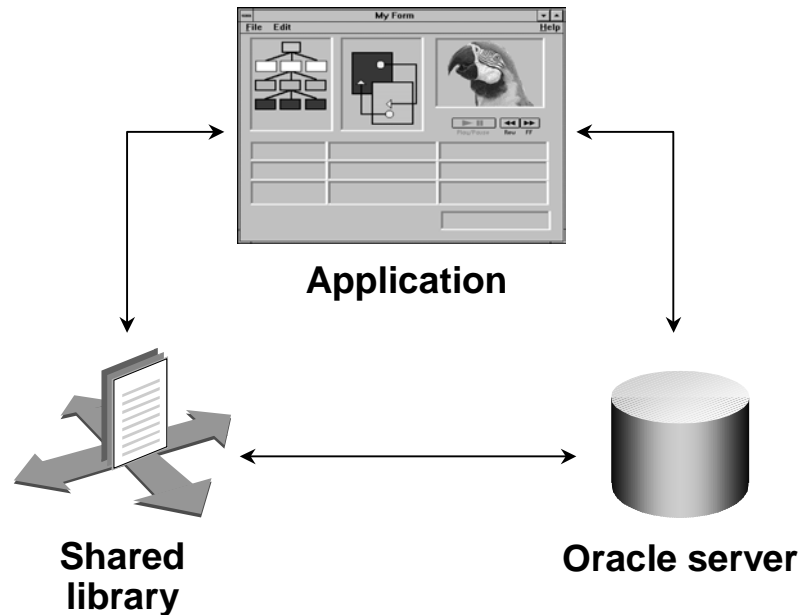 My Form
File Edit Help
Play/Pause Rew FF
Application
Shared
library
Oracle server